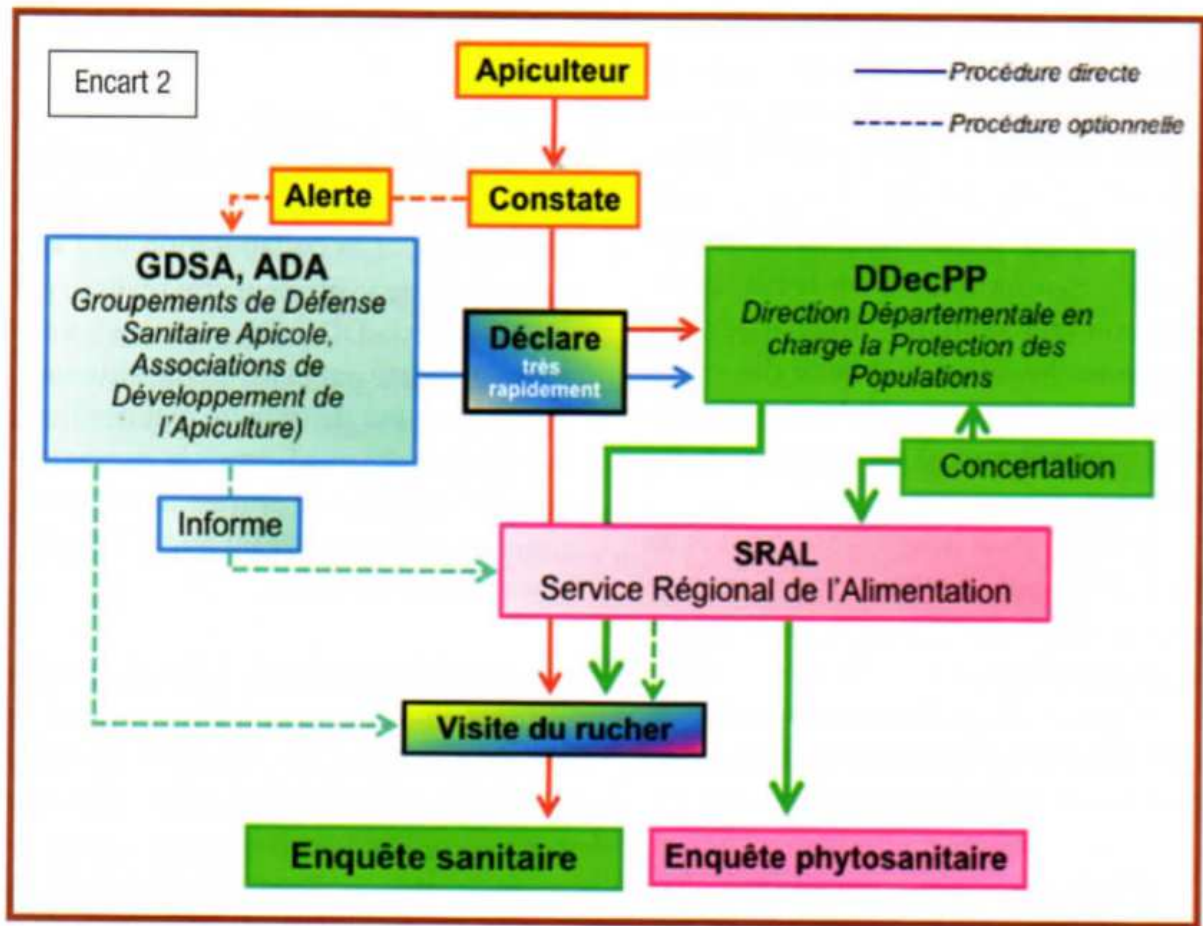 Encart 2
Apiculteur
Procédure directe
Procédure optionnelle
Alerte
Constate
GDSA, ADA
Groupements de Défense
Sanitaire Apicole,
Associations de
Développement de
l'Apiculture)
Déclare
très
rapidement
DDecPP
Direction Départementale en
charge la Protection des
Populations
Concertation
Informe
SRAL
Service Régional de l'Alimentation
Visite du rucher
Enquête sanitaire
Enquête phytosanitaire